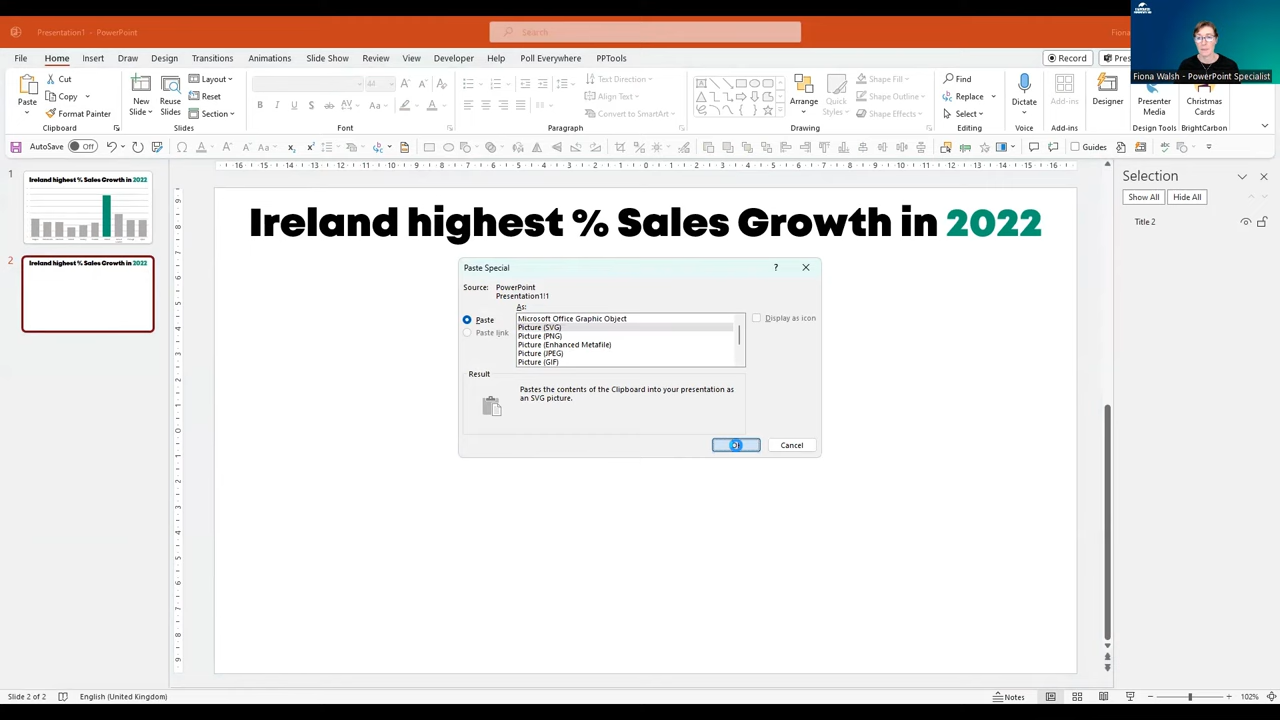 Presentation1 - PowerPoint
Search
Fiona
Fiona Walsh - PowerPoint Specialist
File Home Insert Draw Design Transitions Animations Slide Show Review View Developer Help Poll Everywhere PPTools
Record
Paste
Cut
Copy
Format Painter
Clipboard
New Slide
Reuse Slides
Layout
Reset
Section
Slides
44
Font
Text Direction
Align Text
Convert to SmartArt
Paragraph
Arrange
Quick Styles
Shape Fill
Shape Outline
Shape Effects
Drawing
Find
Replace
Select
Editing
Dictate
Voice
Add-ins
Add-ins
Designer
Presenter Media
Design Tools
Christmas Cards
BrightCarbon
AutoSave Off
Guides
1
Ireland highest % Sales Growth in 2022
2
Ireland highest % Sales Growth in 2022
Ireland highest % Sales Growth in 2022
Paste Special
Source: PowerPoint
Presentation1!1
As:
Paste
Paste link
Microsoft Office Graphic Object
Picture (SVG)
Picture (PNG)
Picture (Enhanced Metafile)
Picture (JPEG)
Picture (GIF)
Display as icon
Result
Pastes the contents of the Clipboard into your presentation as
an SVG picture.
Cancel
Selection
Show All Hide All
Title 2
Slide 2 of 2 English (United Kingdom)
Notes
102%